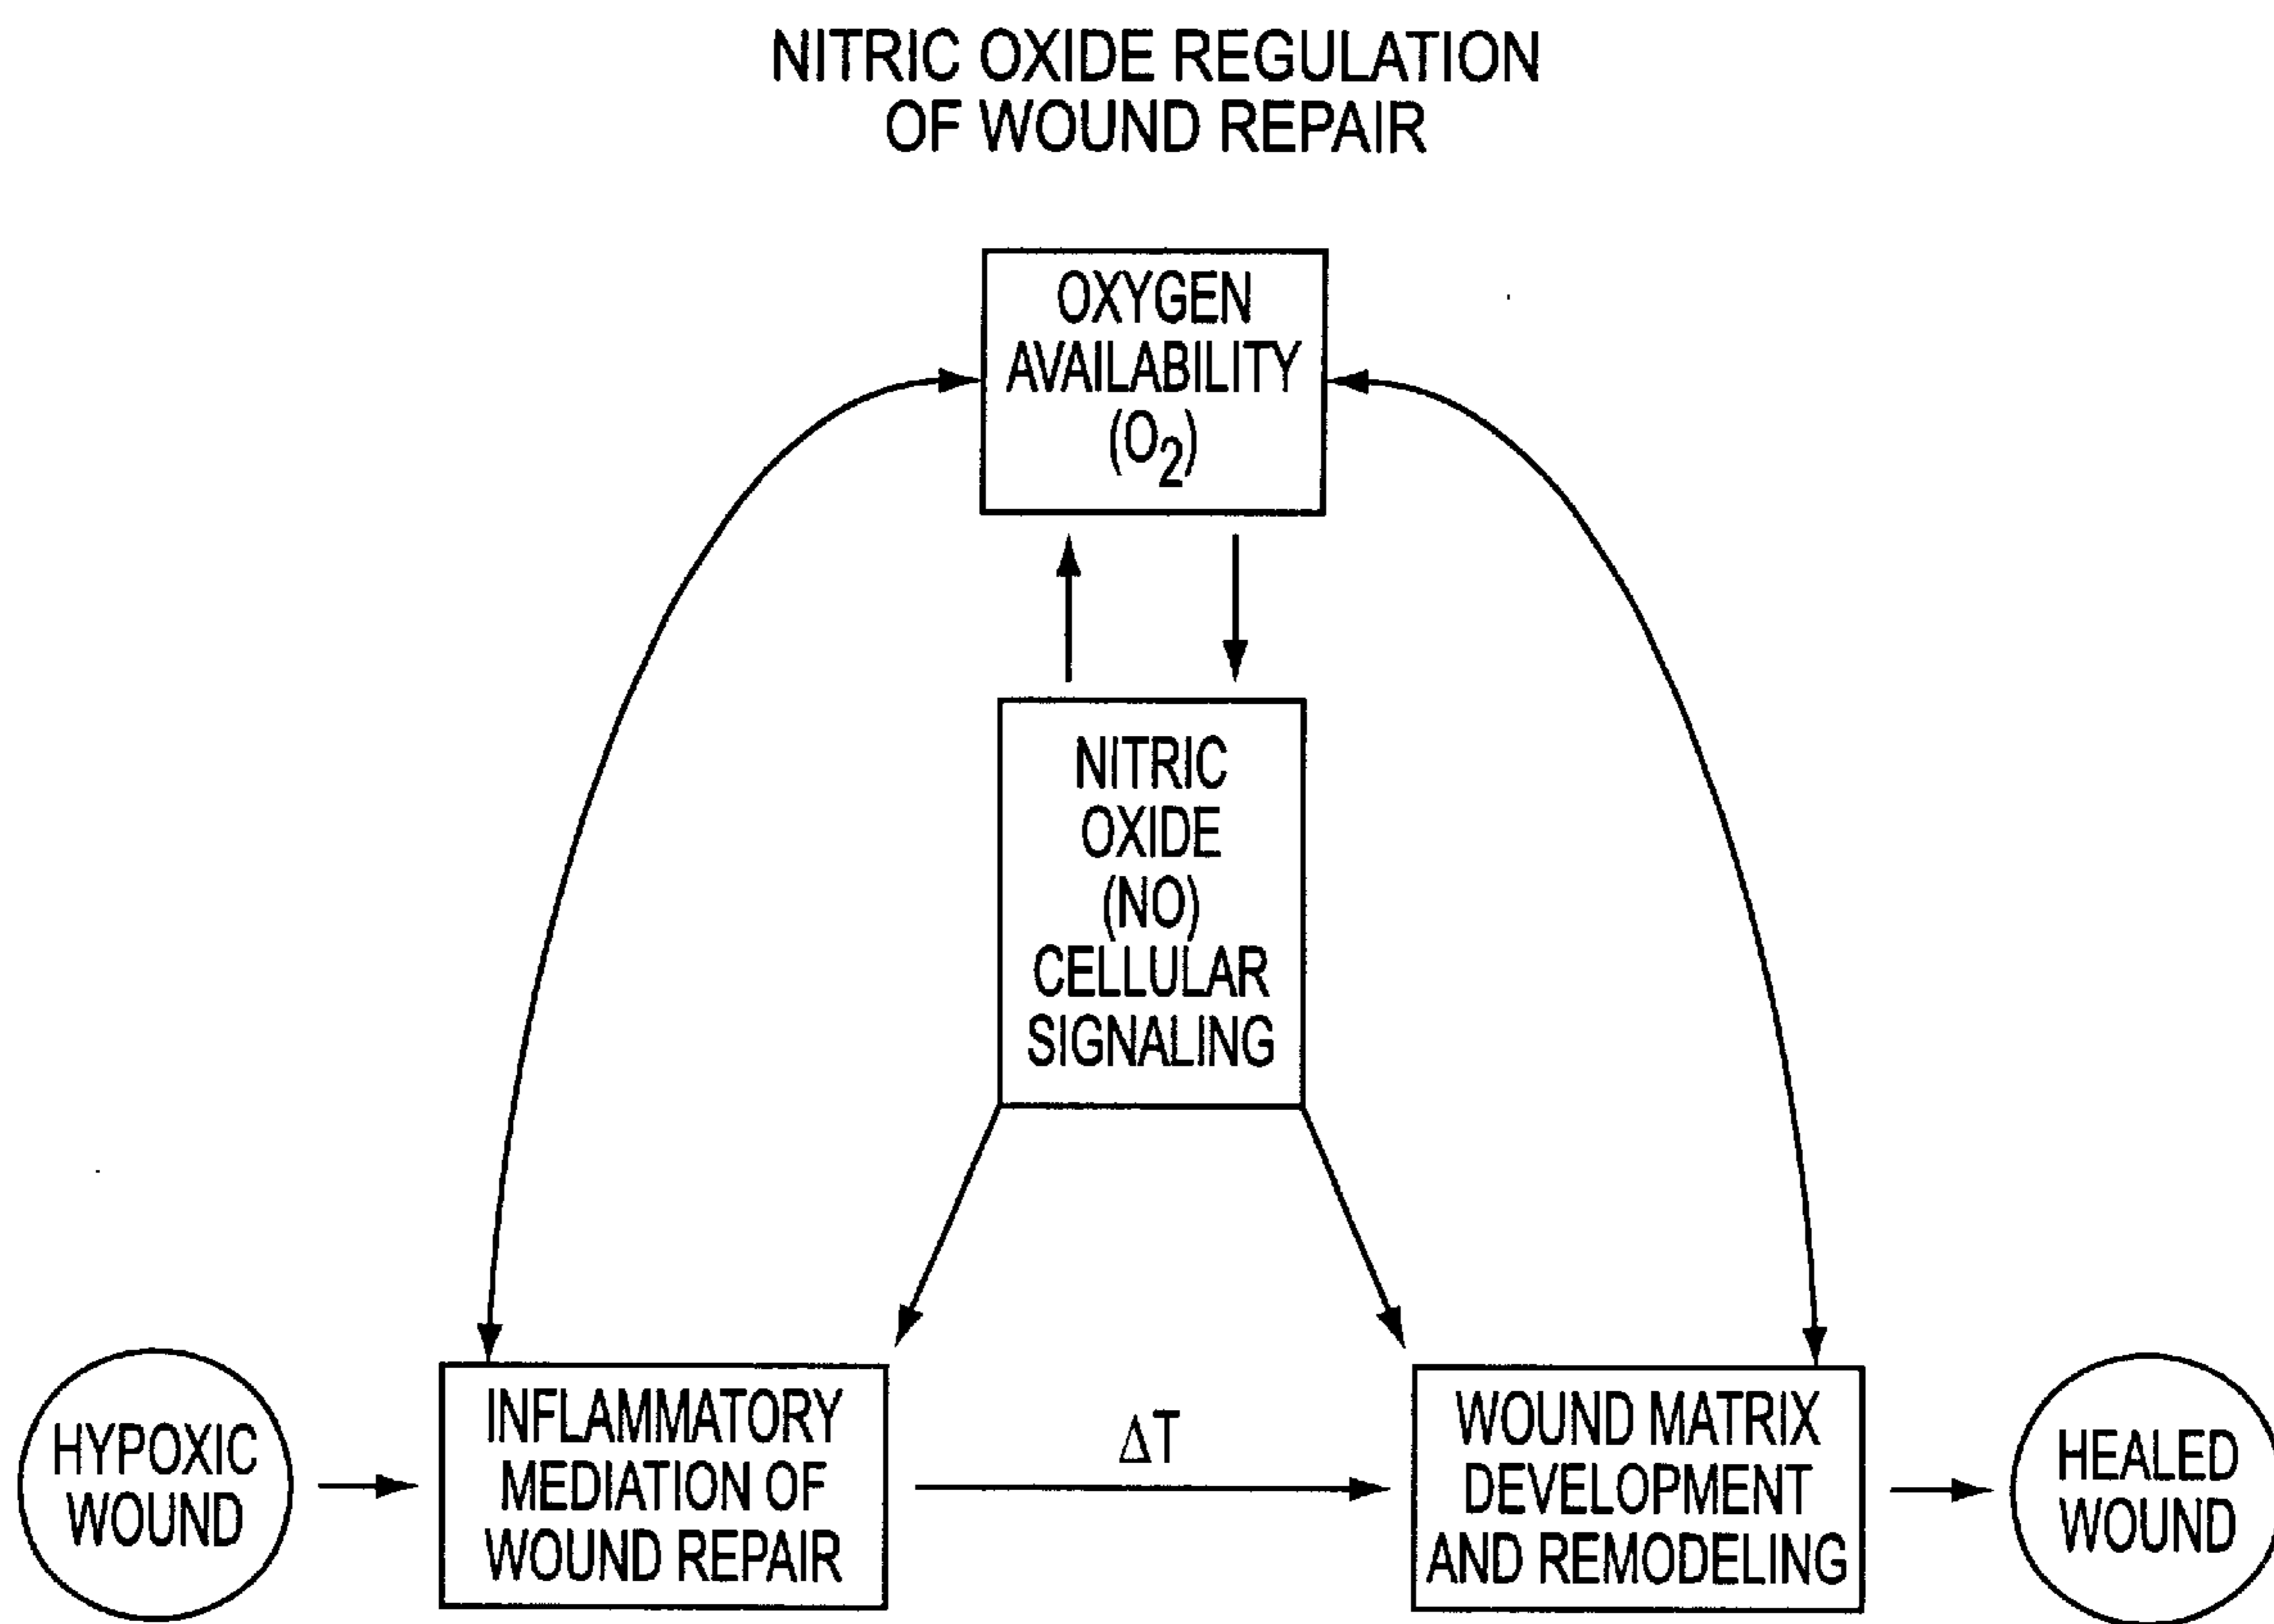 NITRIC OXIDE REGULATION
OF WOUND REPAIR
OXYGEN
AVAILABILITY
(O₂)
NITRIC
OXIDE
(NO)
CELLULAR
SIGNALING
HYPOXIC
WOUND
INFLAMMATORY
MEDIATION OF
WOUND REPAIR
ΔT
WOUND MATRIX
DEVELOPMENT
AND REMODELING
HEALED
WOUND